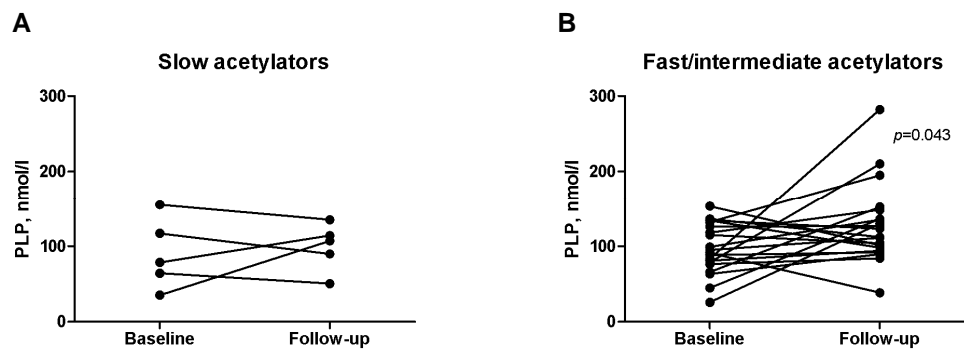 A
Slow acetylators
300
200
100
0
PLP, nmol/l
Baseline
Follow-up
B
Fast/intermediate acetylators
300
200
100
0
PLP, nmol/l
p=0.043
Baseline
Follow-up